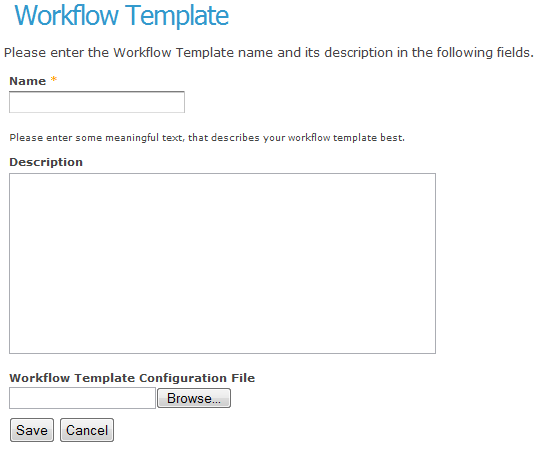 Workflow Template
Please enter the Workflow Template name and its description in the following fields.
Name *
Please enter some meaningful text, that describes your workflow template best.
Description
Workflow Template Configuration File
Browse...
Save Cancel